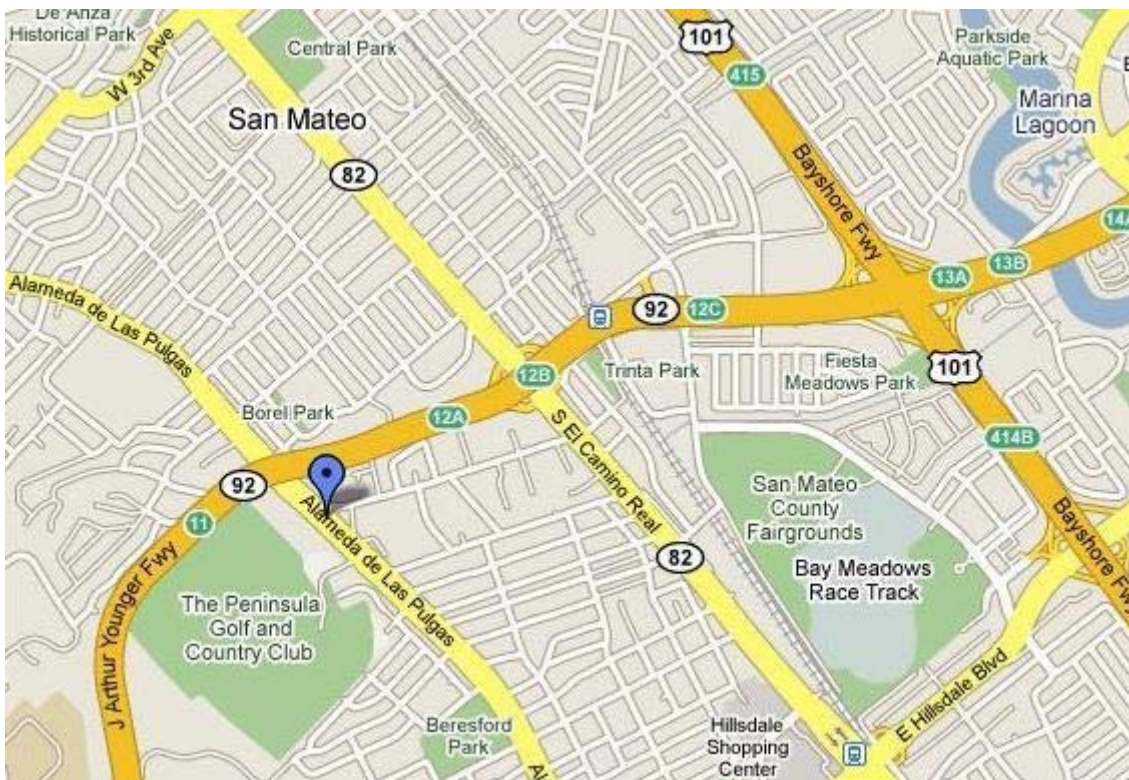 De Anza
Historical Park
W 3rd Ave
Central Park
101
415
Parkside
Aquatic Park
Marina
Lagoon
San Mateo
82
Bayshore Fwy
14A
13B
13A
Alameda de Las Pulgas
92
12C
12B
Trinta Park
Fiesta
Meadows Park
101
Borel Park
12A
S El Camino Real
414B
92
11
Alameda de Las Pulgas
San Mateo
County
Fairgrounds
Bayshore Fwy
82
Bay Meadows
Race Track
J Arthur Younger Fwy
The Peninsula
Golf and
Country Club
E Hillsdale Blvd
Beresford
Park
Hillsdale
Shopping
Center